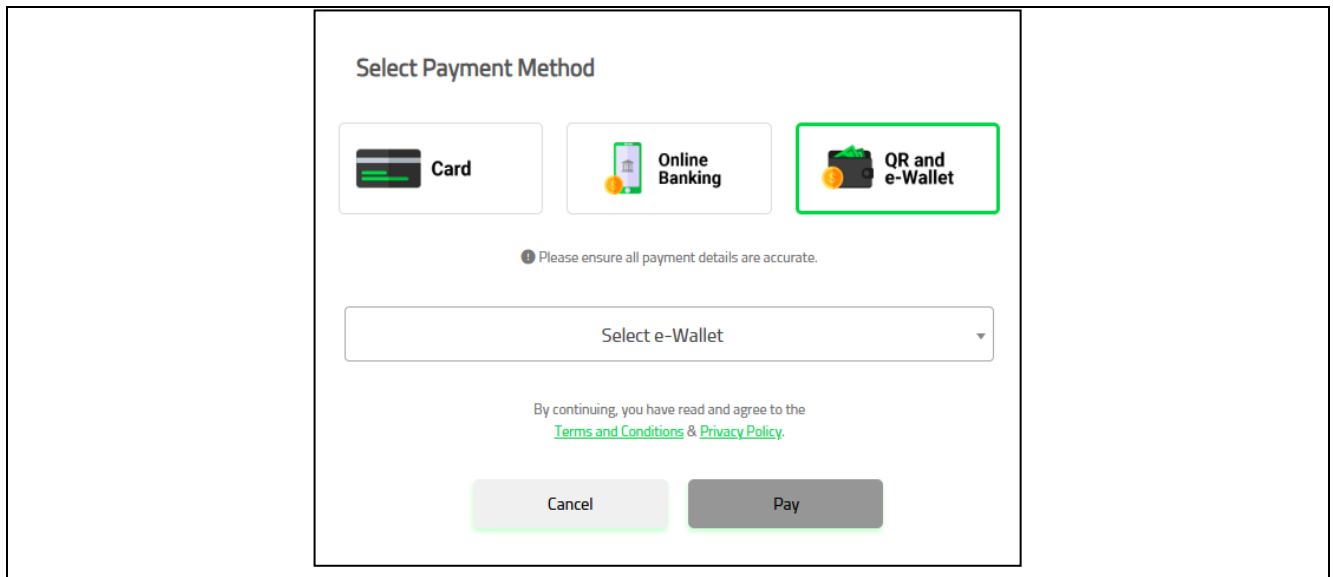 Select Payment Method
Card
Online
Banking
QR and
e-Wallet
Please ensure all payment details are accurate.
Select e-Wallet
By continuing, you have read and agree to the
Terms and Conditions & Privacy Policy.
Cancel
Pay